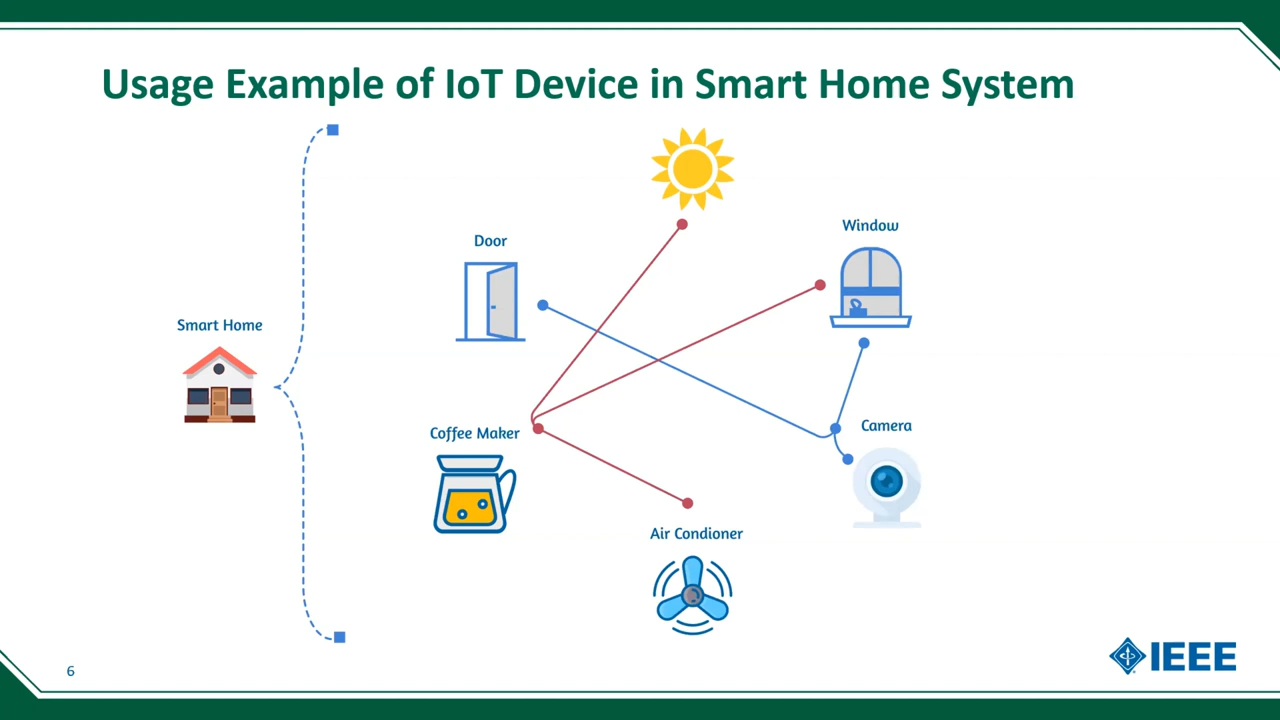 Usage Example of IoT Device in Smart Home System
Window
Door
Smart Home
Camera
Coffee Maker
Air Condioner
IEEE
6